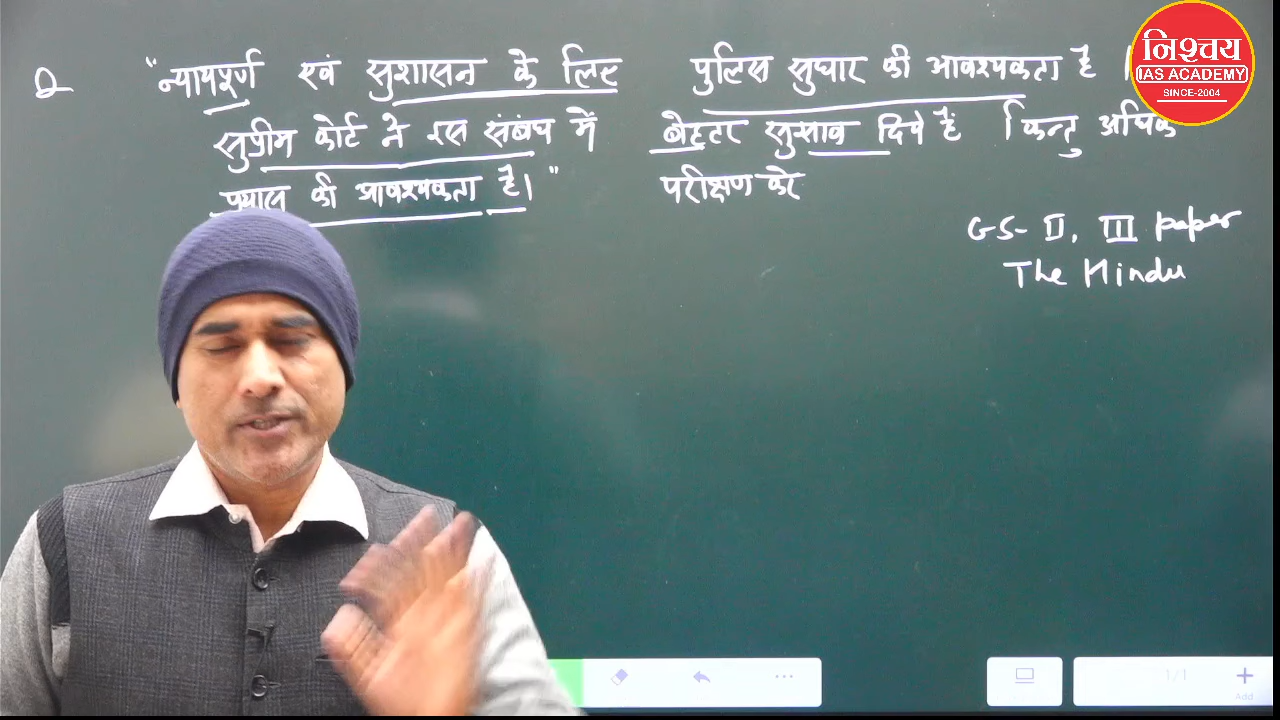 Q "न्यायपूर्ण एवं सुशासन के लिए पुलिस सुधार की आवश्यकता है ।
सुप्रीम कोर्ट ने इस संबंध में बेहतर सुझाव दिये हैं किन्तु अधिक
प्रयास की आवश्यकता है।" परीक्षण करे
GS- II, III paper
The Hindu
निश्चय
IAS ACADEMY
SINCE-2004
1/1
Add